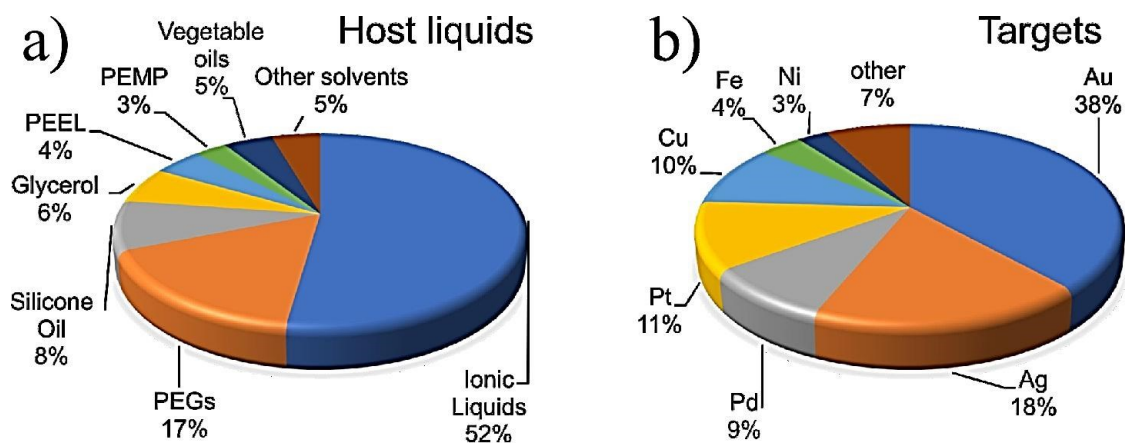 a)
Host liquids
Vegetable
oils
5%
Other solvents
5%
PEMP
3%
PEEL
4%
Glycerol
6%
Silicone
Oil
8%
PEGs
17%
Ionic
Liquids
52%
b)
Targets
Au
38%
other
7%
Ni
3%
Fe
4%
Cu
10%
Pt
11%
Pd
9%
Ag
18%